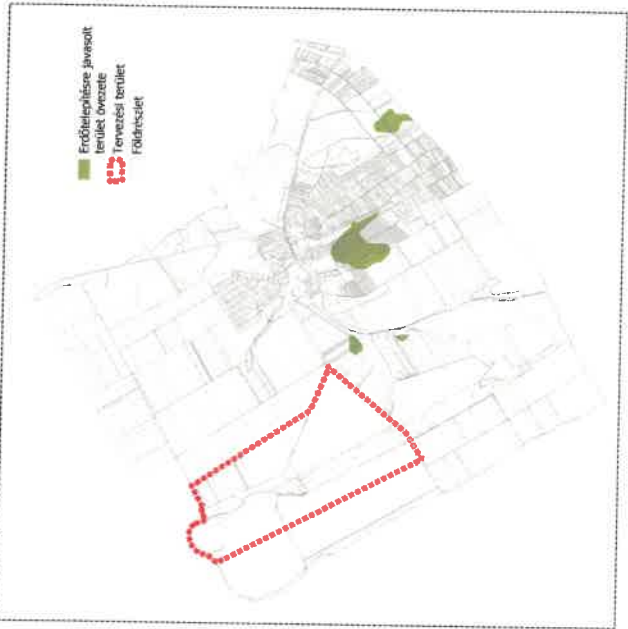 Erdőtelepítésre javasolt
terület övezete
Tervezési terület
Földrészlet